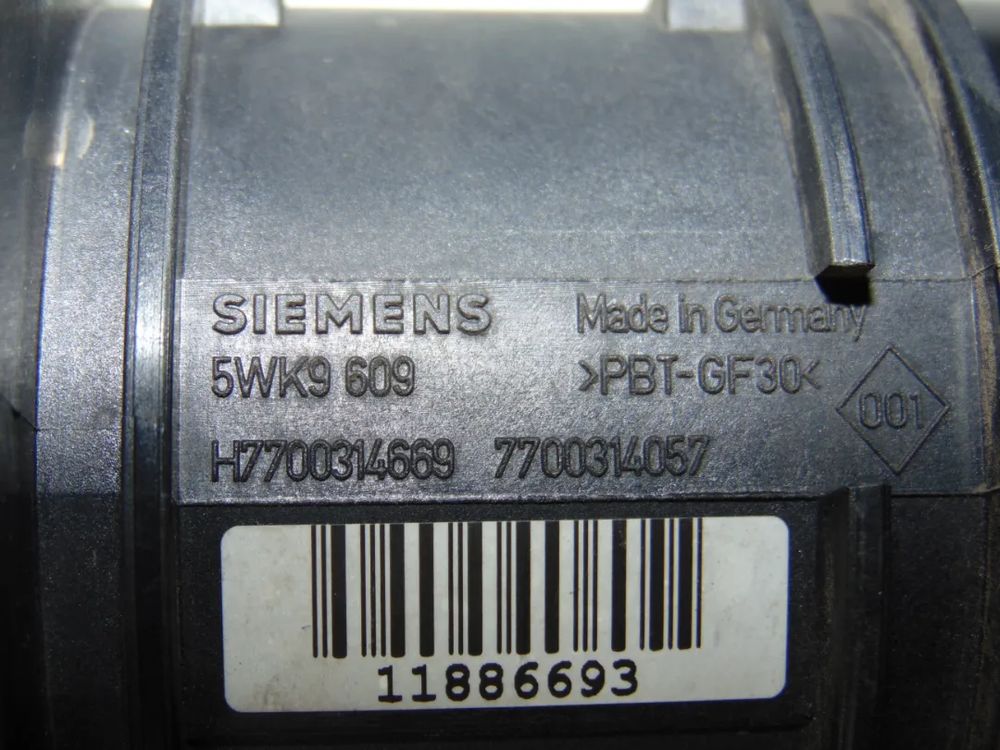 SIEMENS Made in Germany
5WK9 609 >PBT-GF30<
001
H7700314669 7700314057
11886693